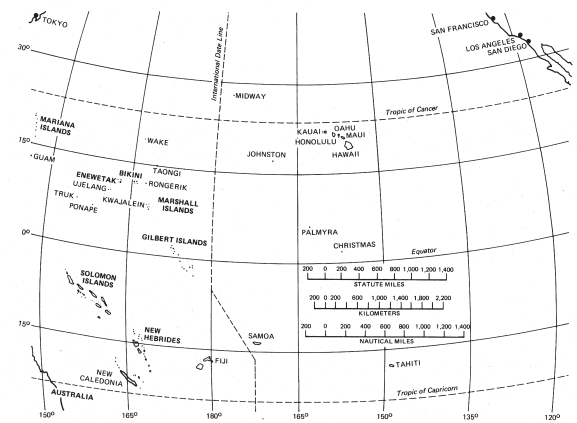 TOKYO
SAN FRANCISCO
LOS ANGELES
SAN DIEGO
30°
International Date Line
MIDWAY
Tropic of Cancer
MARIANA
ISLANDS
KAUAI
OAHU
MAUI
HONOLULU
HAWAII
15°
WAKE
JOHNSTON
GUAM
TAONGI
ENEWETAK
BIKINI
RONGERIK
UJELANG
TRUK
KWAJALEIN
MARSHALL
ISLANDS
PONAPE
0°
PALMYRA
GILBERT ISLANDS
CHRISTMAS
Equator
SOLOMON
ISLANDS
200 0 200 400 600 800 1,000 1,200 1,400
STATUTE MILES
200 0 200 600 1,000 1,400 1,800 2,200
KILOMETERS
200 0 200 400 600 800 1,000 1,200 1,400
NAUTICAL MILES
15°
NEW
HEBRIDES
SAMOA
FIJI
TAHITI
NEW
CALEDONIA
Tropic of Capricorn
AUSTRALIA
150° 165° 180° 165° 150° 135° 120°